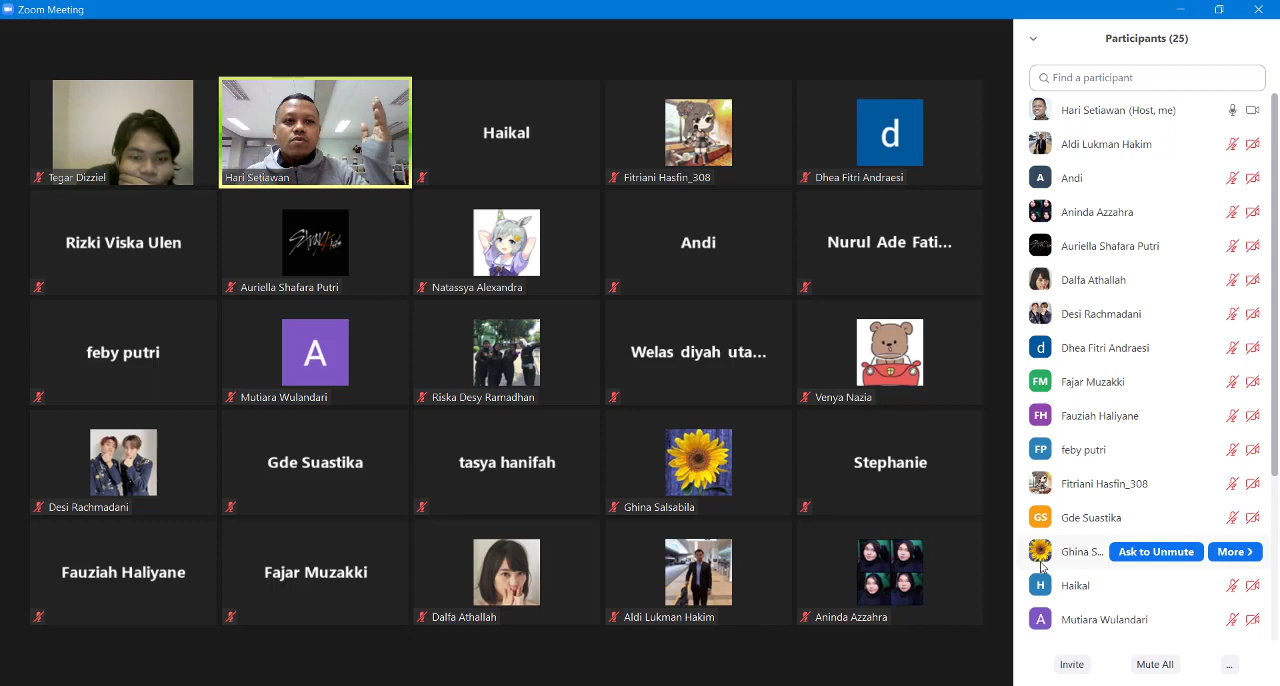 Zoom Meeting
Tegar Dizziel
Hari Setiawan
Haikal
Fitriani Hasfin_308
d
Dhea Fitri Andraesi
Rizki Viska Ulen
Auriella Shafara Putri
Natassya Alexandra
Andi
Nurul Ade Fati...
feby putri
A
Mutiara Wulandari
Riska Desy Ramadhan
Welas diyah uta...
Venya Nazia
Desi Rachmadani
Gde Suastika
tasya hanifah
Ghina Salsabila
Stephanie
Fauziah Haliyane
Fajar Muzakki
Dalfa Athallah
Aldi Lukman Hakim
Aninda Azzahra
Participants (25)
Find a participant
Hari Setiawan (Host, me)
Aldi Lukman Hakim
A Andi
Aninda Azzahra
Auriella Shafara Putri
Dalfa Athallah
Desi Rachmadani
d Dhea Fitri Andraesi
FM Fajar Muzakki
FH Fauziah Haliyane
FP feby putri
Fitriani Hasfin_308
GS Gde Suastika
Ghina S... Ask to Unmute More >
H Haikal
A Mutiara Wulandari
Invite Mute All ...